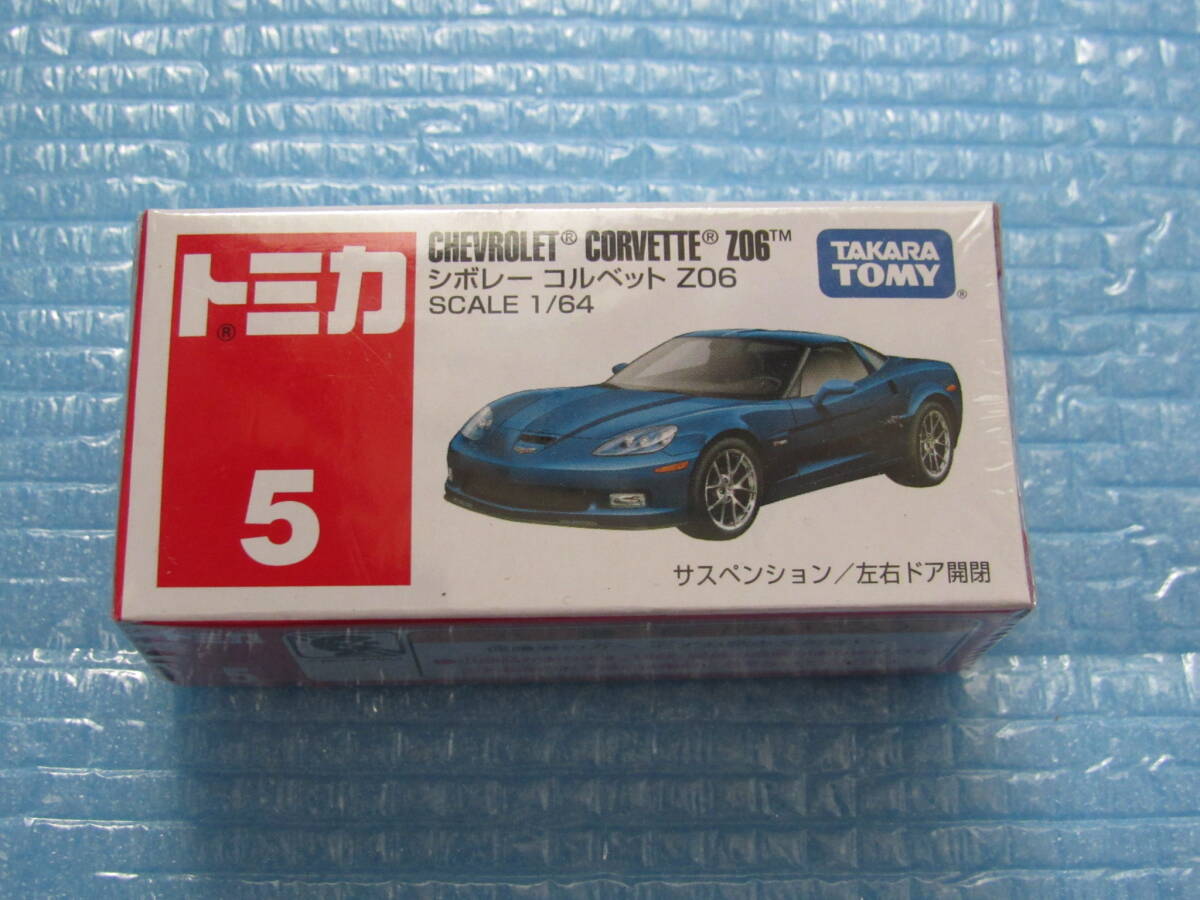 トミカ®
5
CHEVROLET® CORVETTE® Z06™
シボレー コルベット Z06
SCALE 1/64
TAKARA
TOMY®
サスペンション/左右ドア開閉